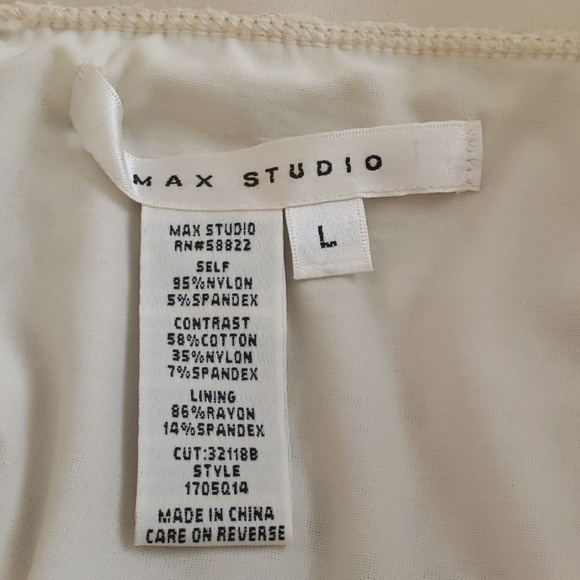 MAX STUDIO
L
MAX STUDIO
RN#58822
SELF
95%NYLON
5%SPANDEX
CONTRAST
58%COTTON
35%NYLON
7%SPANDEX
LINING
86%RAYON
14%SPANDEX
CUT:32118B
STYLE
1705Q14
MADE IN CHINA
CARE ON REVERSE